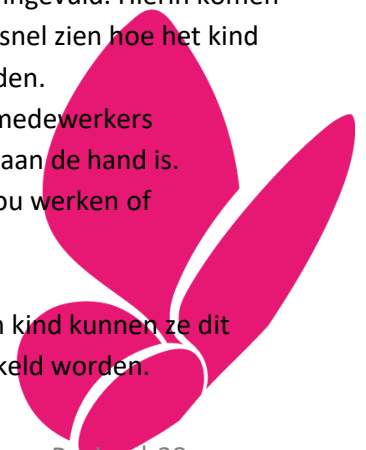 ingevuld. Hierin komen
snel zien hoe het kind
den.
medewerkers
aan de hand is.
ou werken of
kind kunnen ze dit
keld worden.